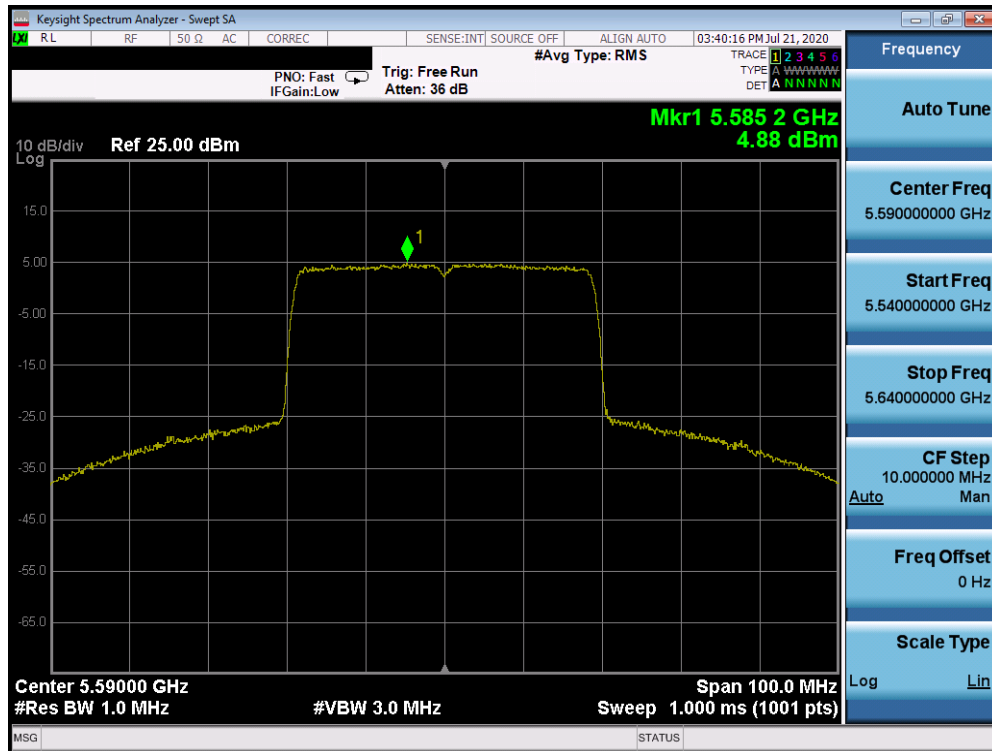 Keysight Spectrum Analyzer - Swept SA
LXI RL RF 50 Ω AC CORREC SENSE:INT SOURCE OFF ALIGN AUTO 03:40:16 PM Jul 21, 2020
#Avg Type: RMS
TRACE 1 2 3 4 5 6
PNO: Fast Trig: Free Run TYPE A WWWWW
IFGain:Low Atten: 36 dB DET A N N N N N
Mkr1 5.585 2 GHz
4.88 dBm
10 dB/div Ref 25.00 dBm
Log
15.0
1
5.00
-5.00
-15.0
-25.0
-35.0
-45.0
-55.0
-65.0
Center 5.59000 GHz Span 100.0 MHz
#Res BW 1.0 MHz #VBW 3.0 MHz Sweep 1.000 ms (1001 pts)
MSG STATUS
Frequency
Auto Tune
Center Freq
5.590000000 GHz
Start Freq
5.540000000 GHz
Stop Freq
5.640000000 GHz
CF Step
10.000000 MHz
Auto Man
Freq Offset
0 Hz
Scale Type
Log Lin